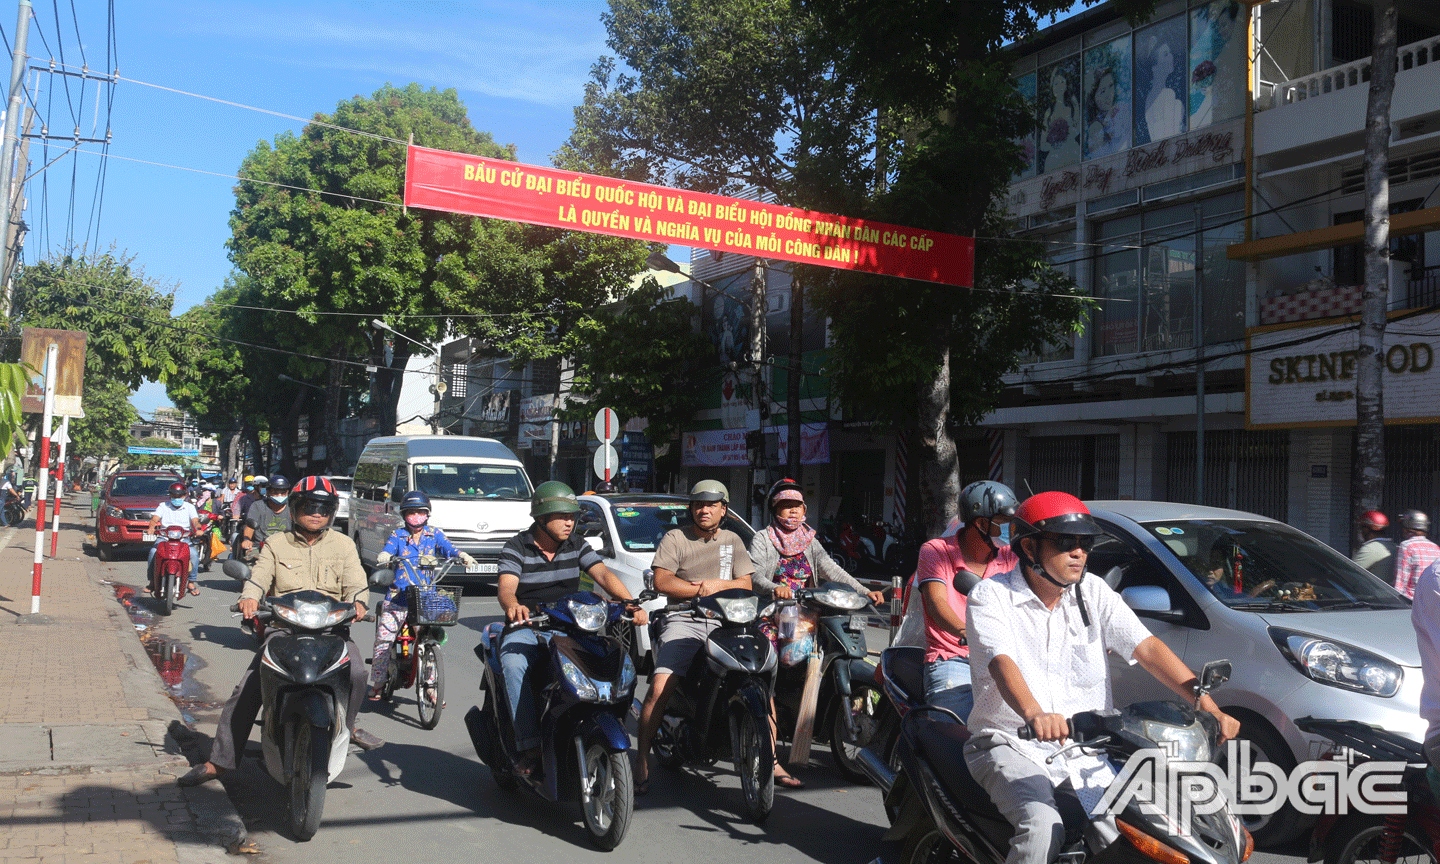 BẦU CỬ ĐẠI BIỂU QUỐC HỘI VÀ ĐẠI BIỂU HỘI ĐỒNG NHÂN DÂN CÁC CẤP
LÀ QUYỀN VÀ NGHĨA VỤ CỦA MỖI CÔNG DÂN !
SKINFOOD
Apbắc